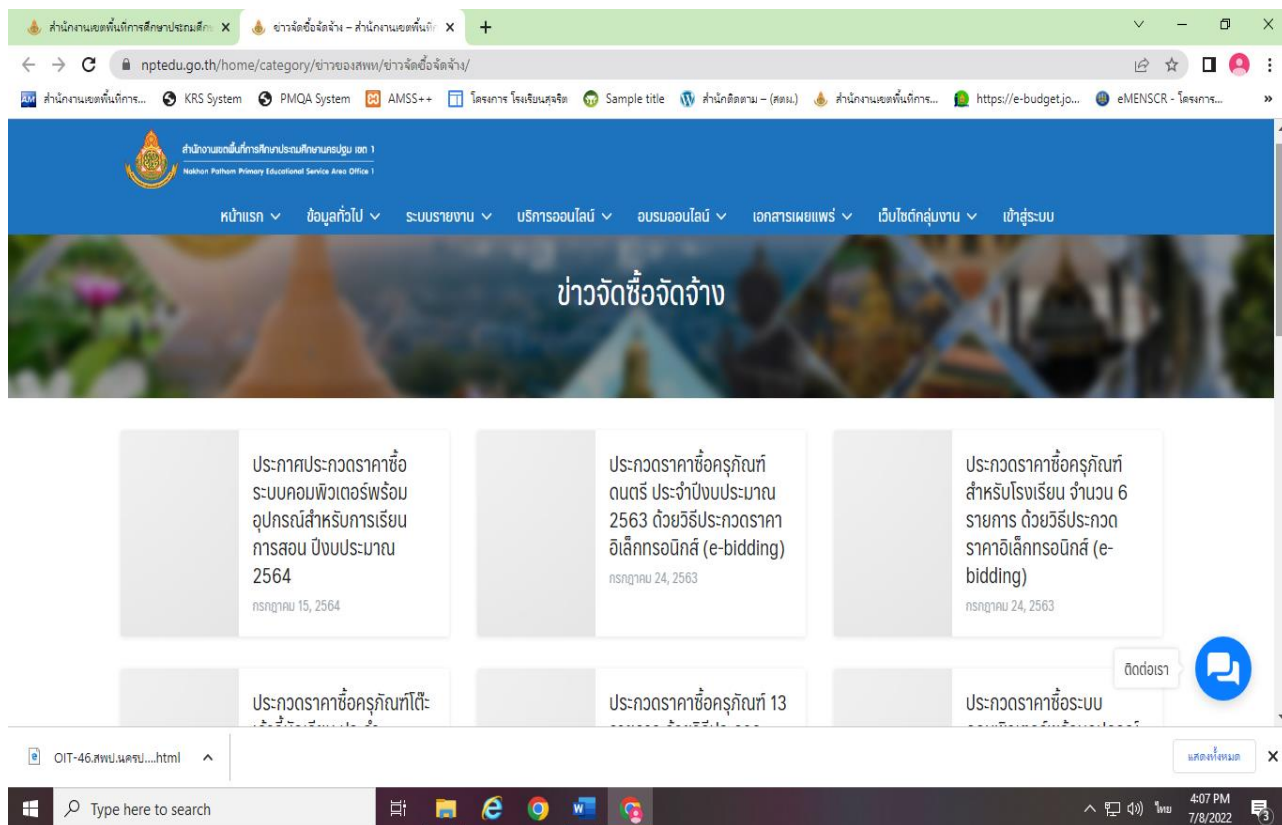 สำนักงานเขตพื้นที่การศึกษาประถมศึก
ข่าวจัดซื้อจัดจ้าง – สำนักงานเขตพื้นที่ก
nptedu.go.th/home/category/ข่าวของสพท/ข่าวจัดซื้อจัดจ้าง/
สำนักงานเขตพื้นที่การ... KRS System PMQA System AMSS++ โครงการ โรงเรียนสุจริต Sample title สำนักติดตาม – (สตผ.) สำนักงานเขตพื้นที่การ... https://e-budget.jo... eMENSCR - โครงการ... »
สำนักงานเขตพื้นที่การศึกษาประถมศึกษานครปฐม เขต 1
Nakhon Pathom Primary Educational Service Area Office 1
หน้าแรก ข้อมูลทั่วไป ระบบรายงาน บริการออนไลน์ อบรมออนไลน์ เอกสารเผยแพร่ เว็บไซต์กลุ่มงาน เข้าสู่ระบบ
ข่าวจัดซื้อจัดจ้าง
ประกาศประกวดราคาซื้อ
ระบบคอมพิวเตอร์พร้อม
อุปกรณ์สำหรับการเรียน
การสอน ปีงบประมาณ
2564
กรกฎาคม 15, 2564
ประกวดราคาซื้อครุภัณฑ์
ดนตรี ประจำปีงบประมาณ
2563 ด้วยวิธีประกวดราคา
อิเล็กทรอนิกส์ (e-bidding)
กรกฎาคม 24, 2563
ประกวดราคาซื้อครุภัณฑ์
สำหรับโรงเรียน จำนวน 6
รายการ ด้วยวิธีประกวด
ราคาอิเล็กทรอนิกส์ (e-
bidding)
กรกฎาคม 24, 2563
ติดต่อเรา
ประกวดราคาซื้อครุภัณฑ์โต๊ะ
ประกวดราคาซื้อครุภัณฑ์ 13
ประกวดราคาซื้อระบบ
OIT-46.สพป.นครป....html
แสดงทั้งหมด
Type here to search
ไทย
4:07 PM
7/8/2022
3